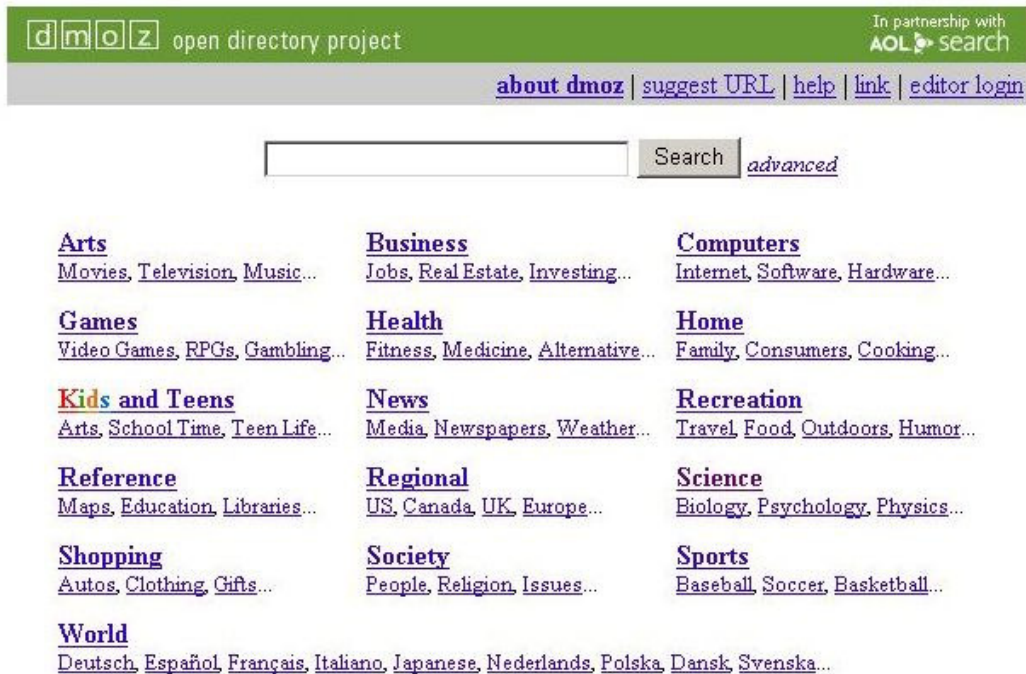 dmoz open directory project
In partnership with
AOL search
about dmoz | suggest URL | help | link | editor login
Search advanced
Arts
Movies, Television, Music...
Business
Jobs, Real Estate, Investing...
Computers
Internet, Software, Hardware...
Games
Video Games, RPGs, Gambling...
Health
Fitness, Medicine, Alternative...
Home
Family, Consumers, Cooking...
Kids and Teens
Arts, School Time, Teen Life...
News
Media, Newspapers, Weather...
Recreation
Travel, Food, Outdoors, Humor...
Reference
Maps, Education, Libraries...
Regional
US, Canada, UK, Europe...
Science
Biology, Psychology, Physics...
Shopping
Autos, Clothing, Gifts...
Society
People, Religion, Issues...
Sports
Baseball, Soccer, Basketball...
World
Deutsch, Español, Français, Italiano, Japanese, Nederlands, Polska, Dansk, Svenska...